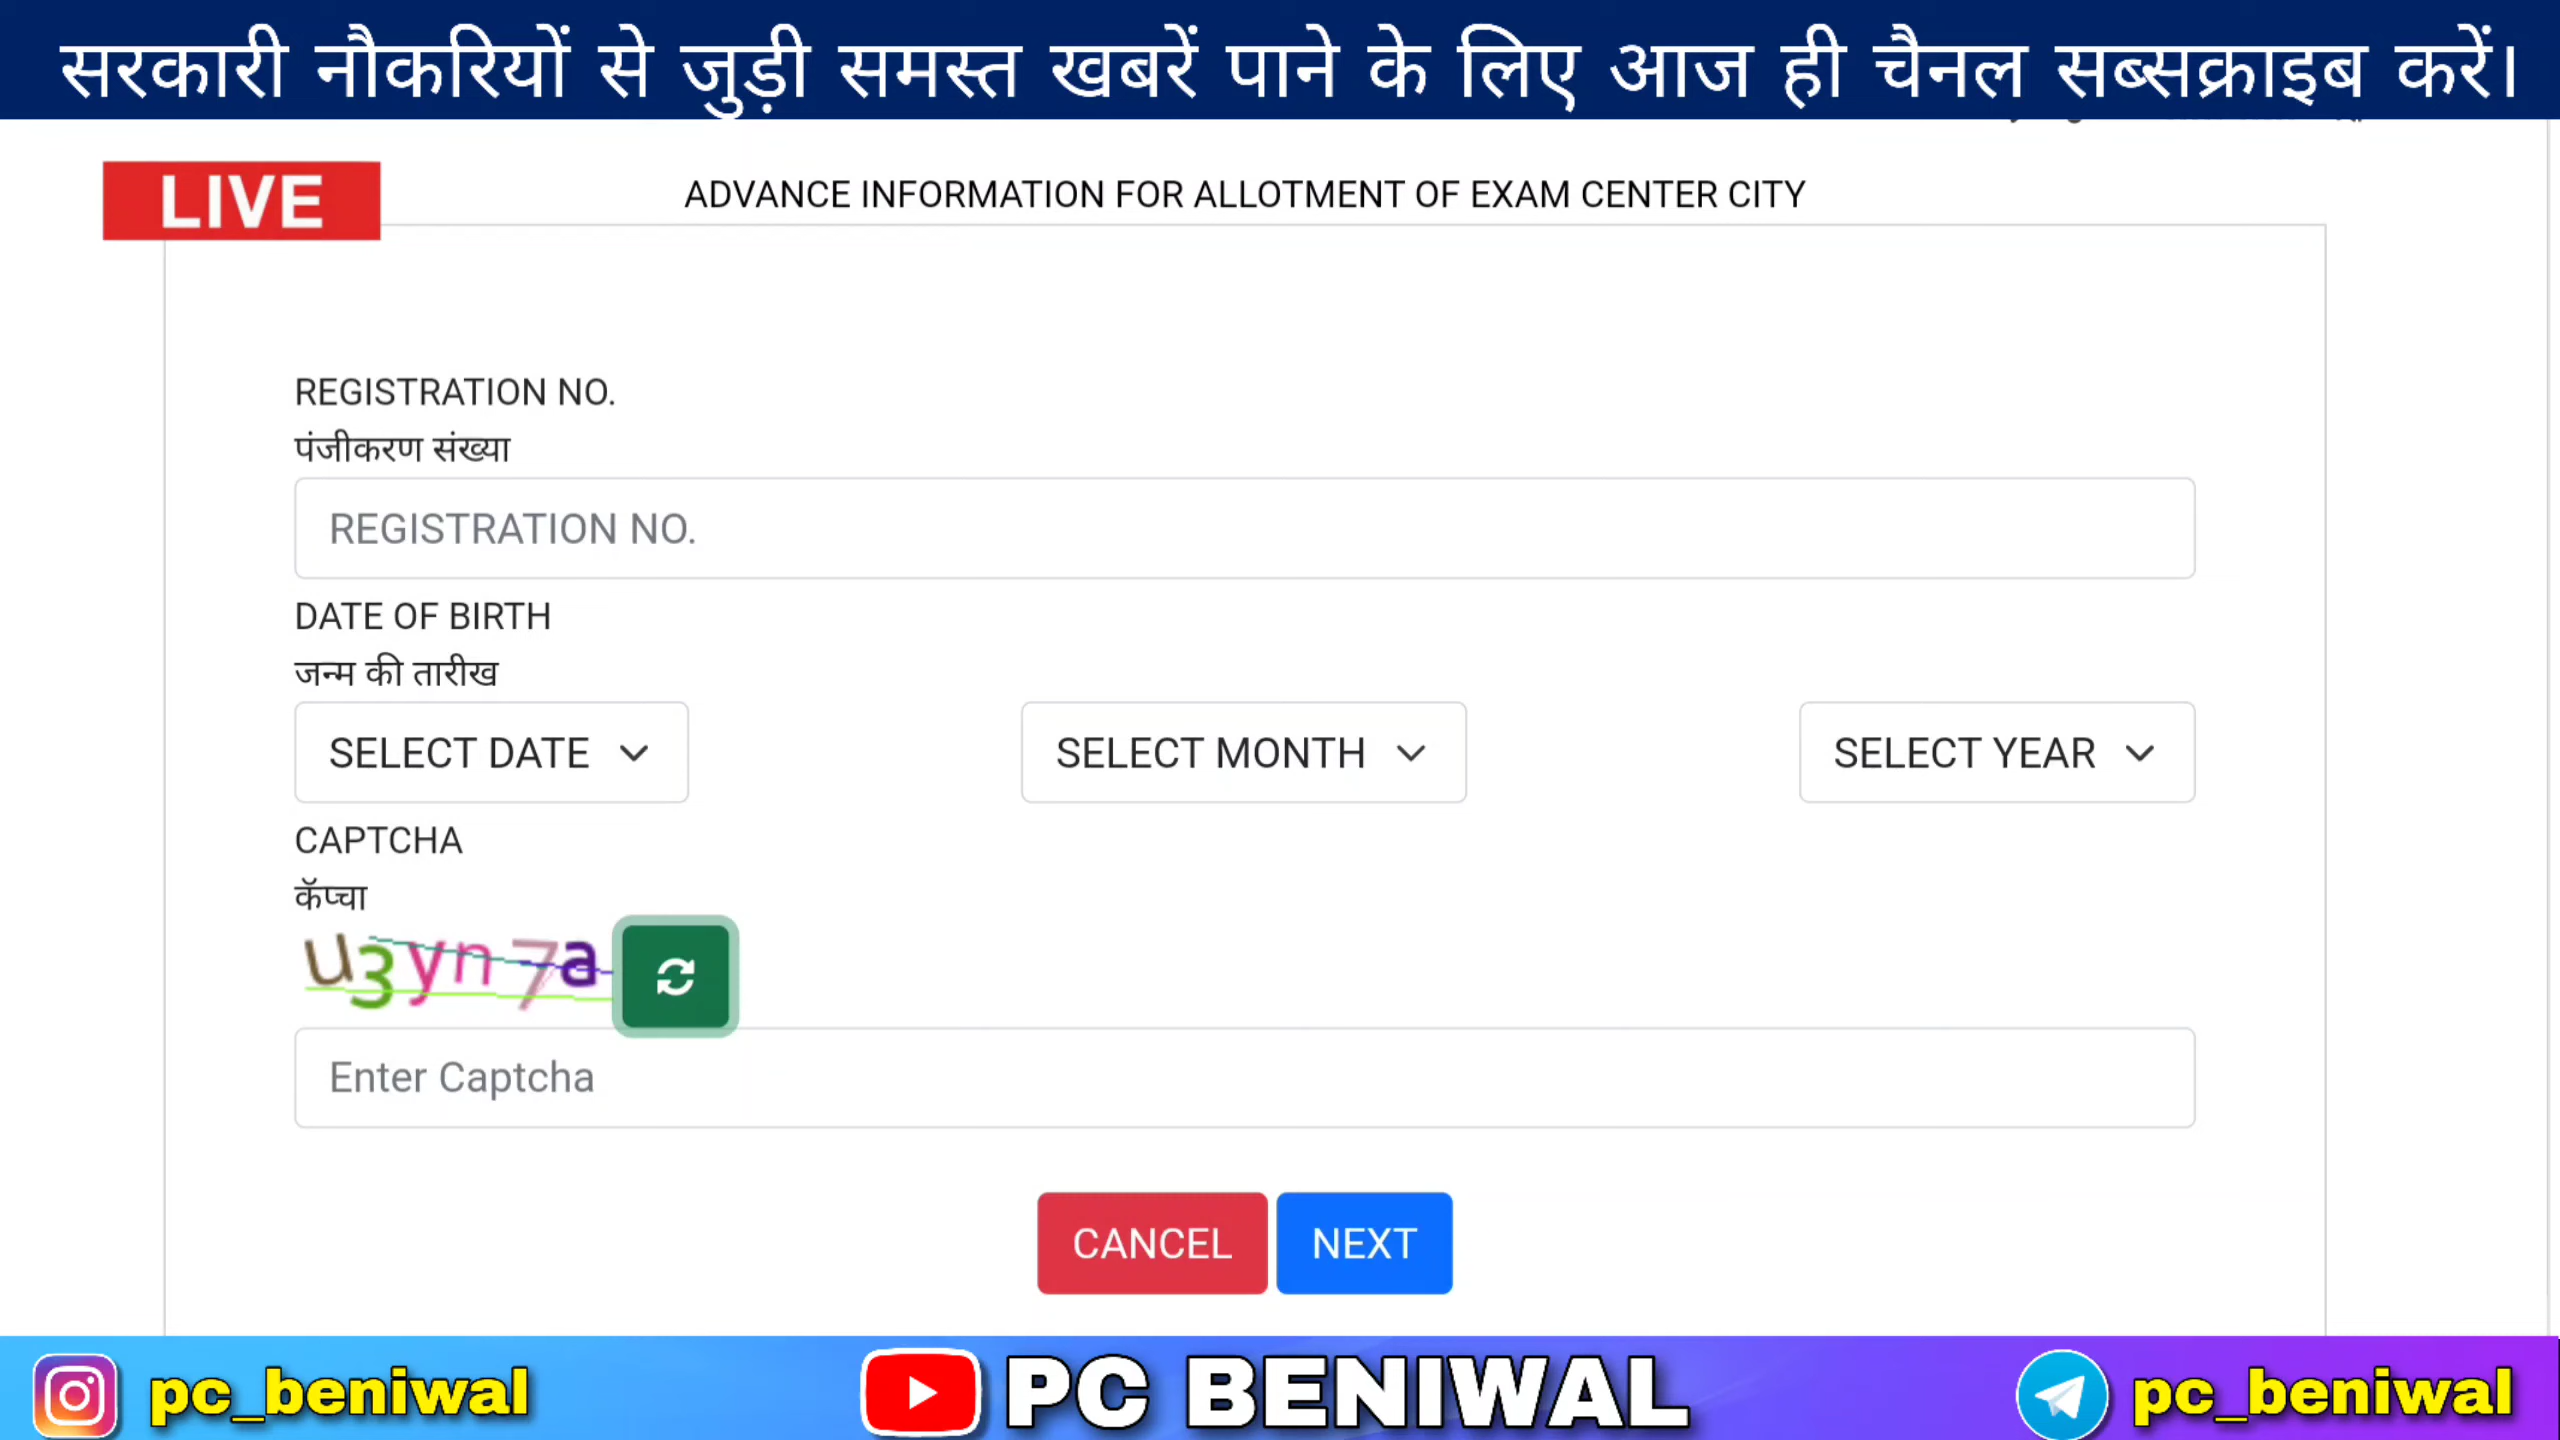 सरकारी नौकरियों से जुड़ी समस्त खबरें पाने के लिए आज ही चैनल सब्सक्राइब करें।
LIVE
ADVANCE INFORMATION FOR ALLOTMENT OF EXAM CENTER CITY
REGISTRATION NO.
पंजीकरण संख्या
REGISTRATION NO.
DATE OF BIRTH
जन्म की तारीख
SELECT DATE SELECT MONTH SELECT YEAR
CAPTCHA
कॅप्चा
u3yn7a
Enter Captcha
CANCEL NEXT
pc_beniwal PC BENIWAL pc_beniwal